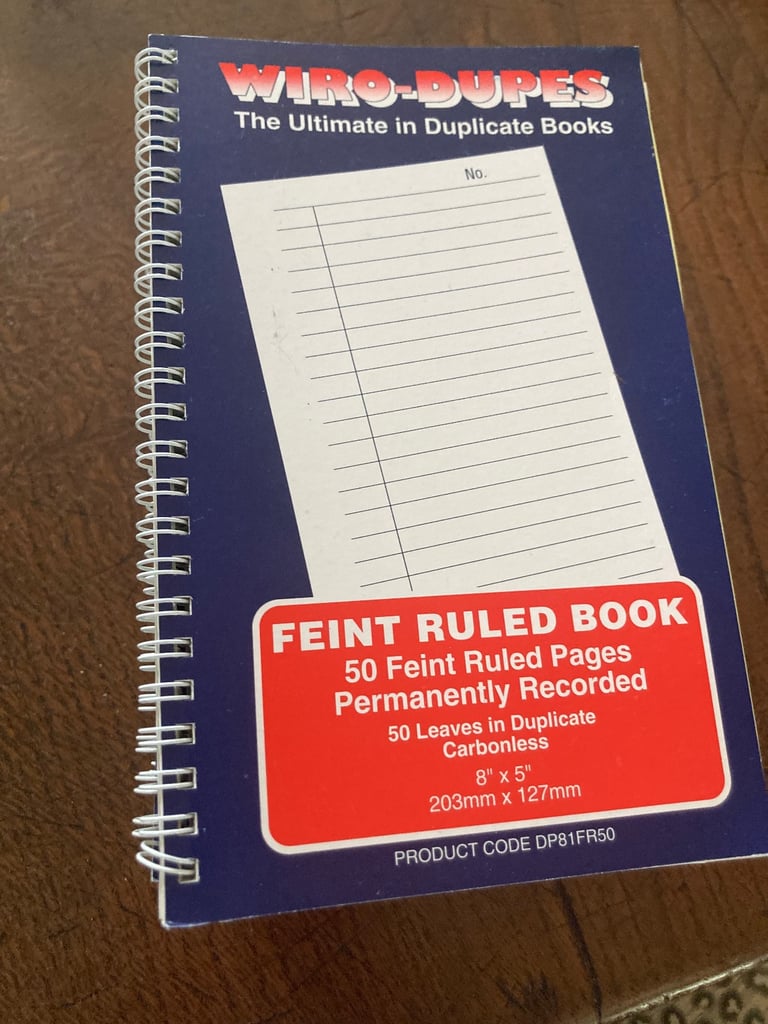 WIRO-DUPES
The Ultimate in Duplicate Books
No.
FEINT RULED BOOK
50 Feint Ruled Pages
Permanently Recorded
50 Leaves in Duplicate
Carbonless
8" x 5"
203mm x 127mm
PRODUCT CODE DP81FR50